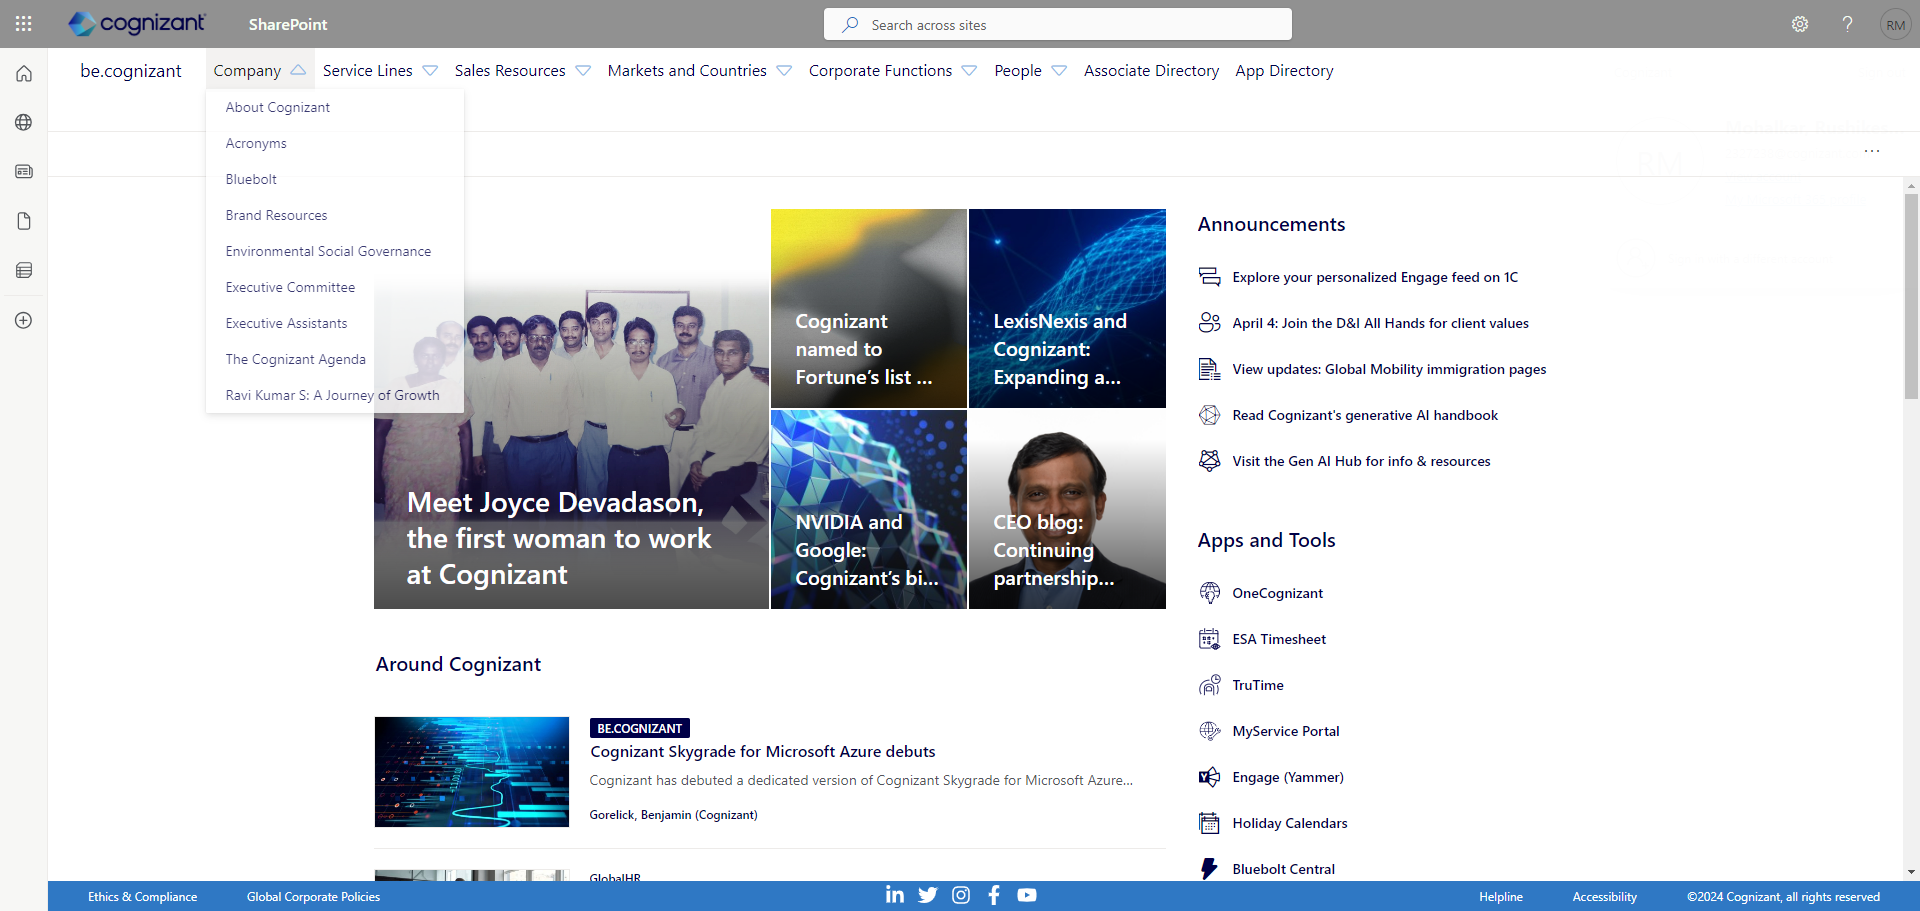 cognizant
SharePoint
Search across sites
RM
be.cognizant
Company
Service Lines
Sales Resources
Markets and Countries
Corporate Functions
People
Associate Directory
App Directory
About Cognizant
Acronyms
Bluebolt
Brand Resources
Environmental Social Governance
Executive Committee
Executive Assistants
The Cognizant Agenda
Ravi Kumar S: A Journey of Growth
Meet Joyce Devadason,
the first woman to work
at Cognizant
Cognizant
named to
Fortune’s list ...
LexisNexis and
Cognizant:
Expanding a...
NVIDIA and
Google:
Cognizant’s bi...
CEO blog:
Continuing
partnership...
Around Cognizant
BE.COGNIZANT
Cognizant Skygrade for Microsoft Azure debuts
Cognizant has debuted a dedicated version of Cognizant Skygrade for Microsoft Azure...
Gorelick, Benjamin (Cognizant)
GlobalHR
Announcements
Explore your personalized Engage feed on 1C
April 4: Join the D&I All Hands for client values
View updates: Global Mobility immigration pages
Read Cognizant's generative AI handbook
Visit the Gen AI Hub for info & resources
Apps and Tools
OneCognizant
ESA Timesheet
TruTime
MyService Portal
Engage (Yammer)
Holiday Calendars
Bluebolt Central
Ethics & Compliance
Global Corporate Policies
Helpline
Accessibility
©2024 Cognizant, all rights reserved